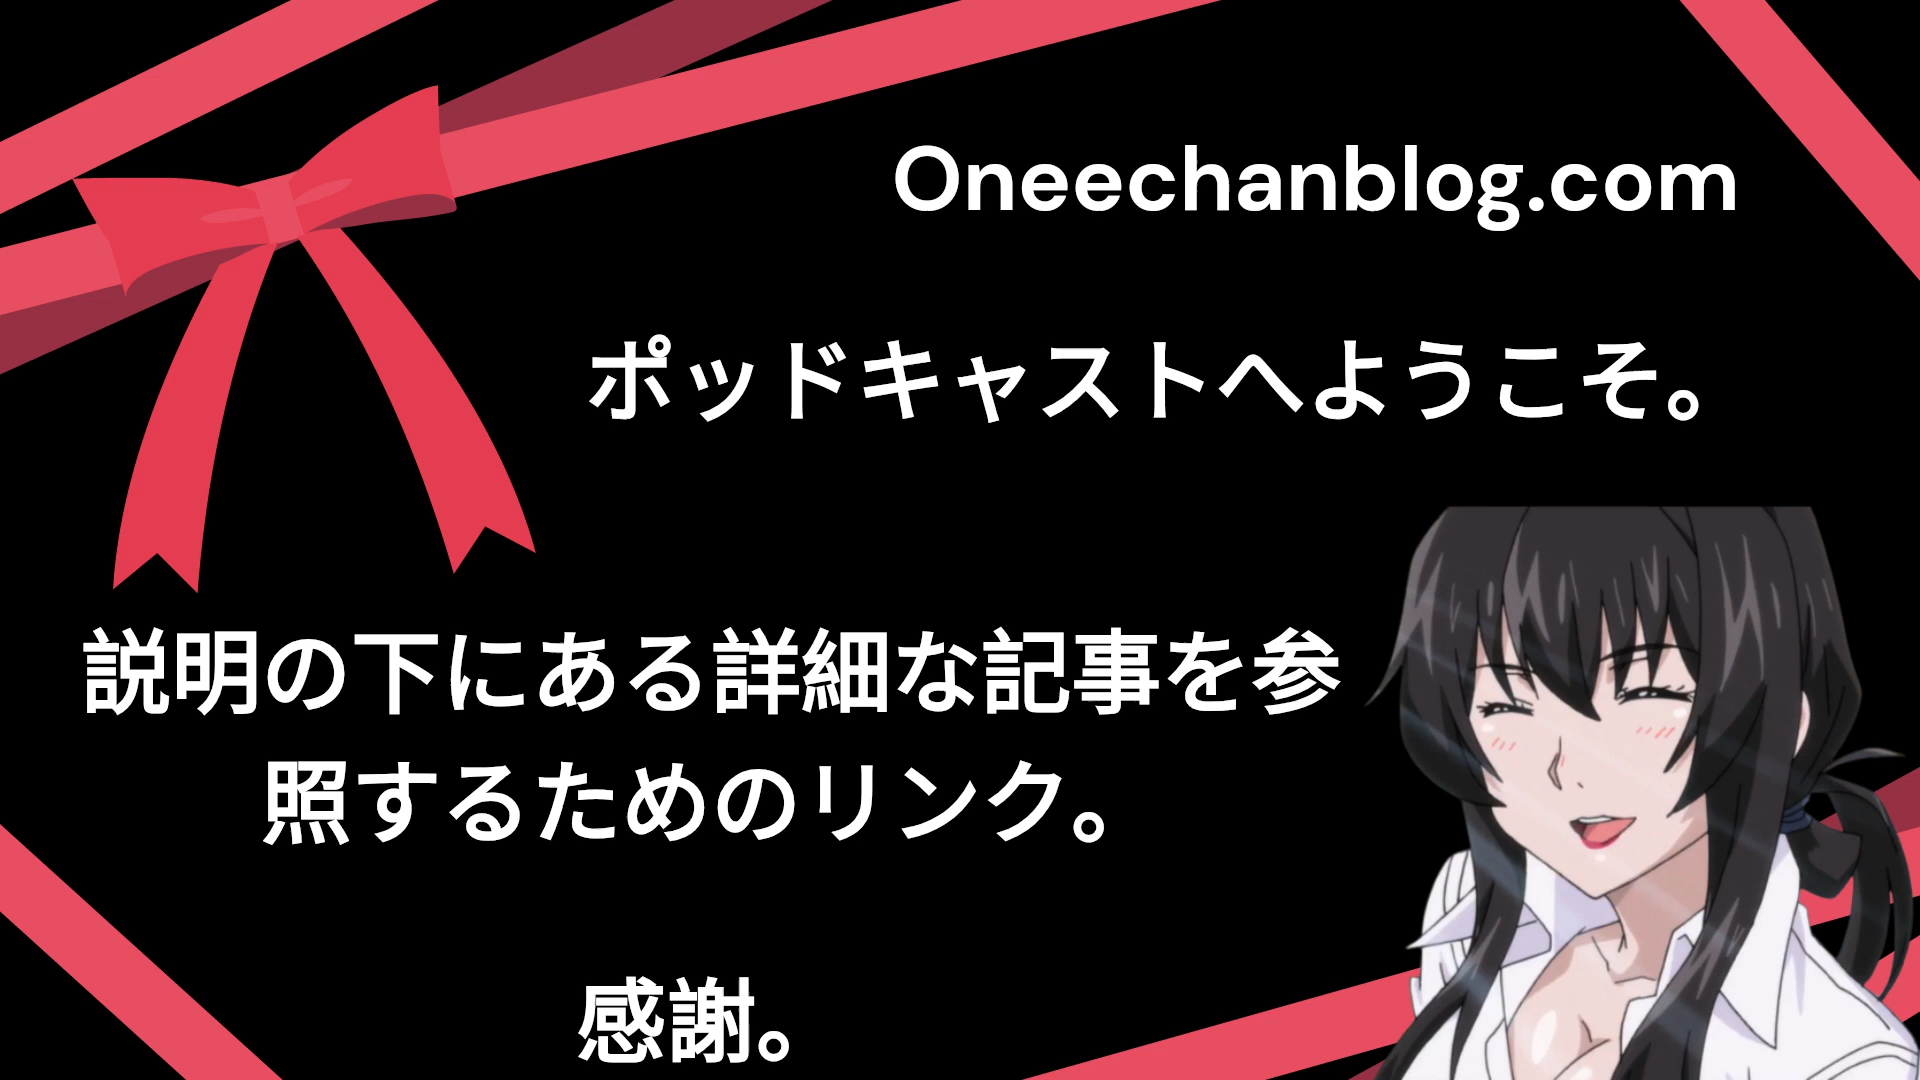 Oneechanblog.com
ポッドキャストへようこそ。
説明の下にある詳細な記事を参
照するためのリンク。
感謝。